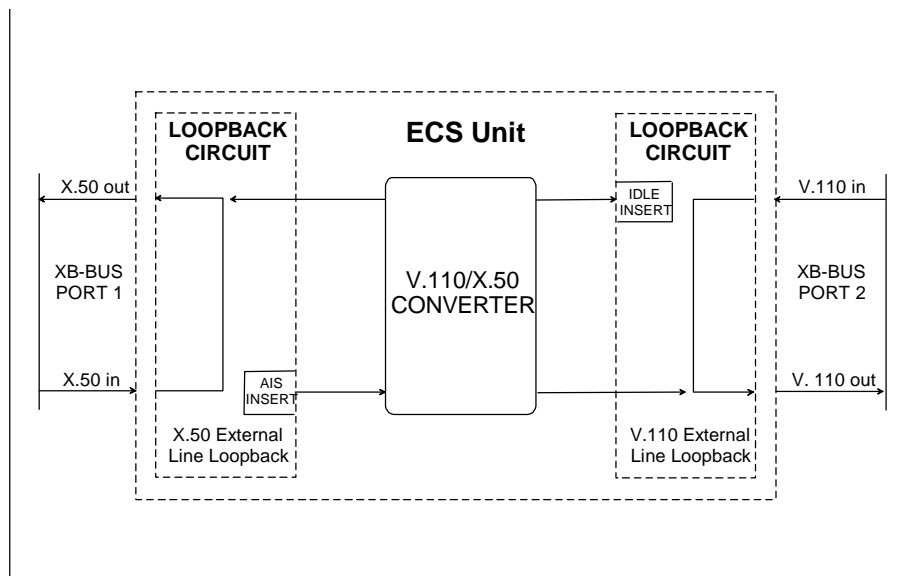 ECS Unit
LOOPBACK
CIRCUIT
LOOPBACK
CIRCUIT
X.50 out
IDLE
INSERT
V.110 in
XB-BUS
PORT 1
V.110/X.50
CONVERTER
XB-BUS
PORT 2
X.50 in
AIS
INSERT
V. 110 out
X.50 External
Line Loopback
V.110 External
Line Loopback